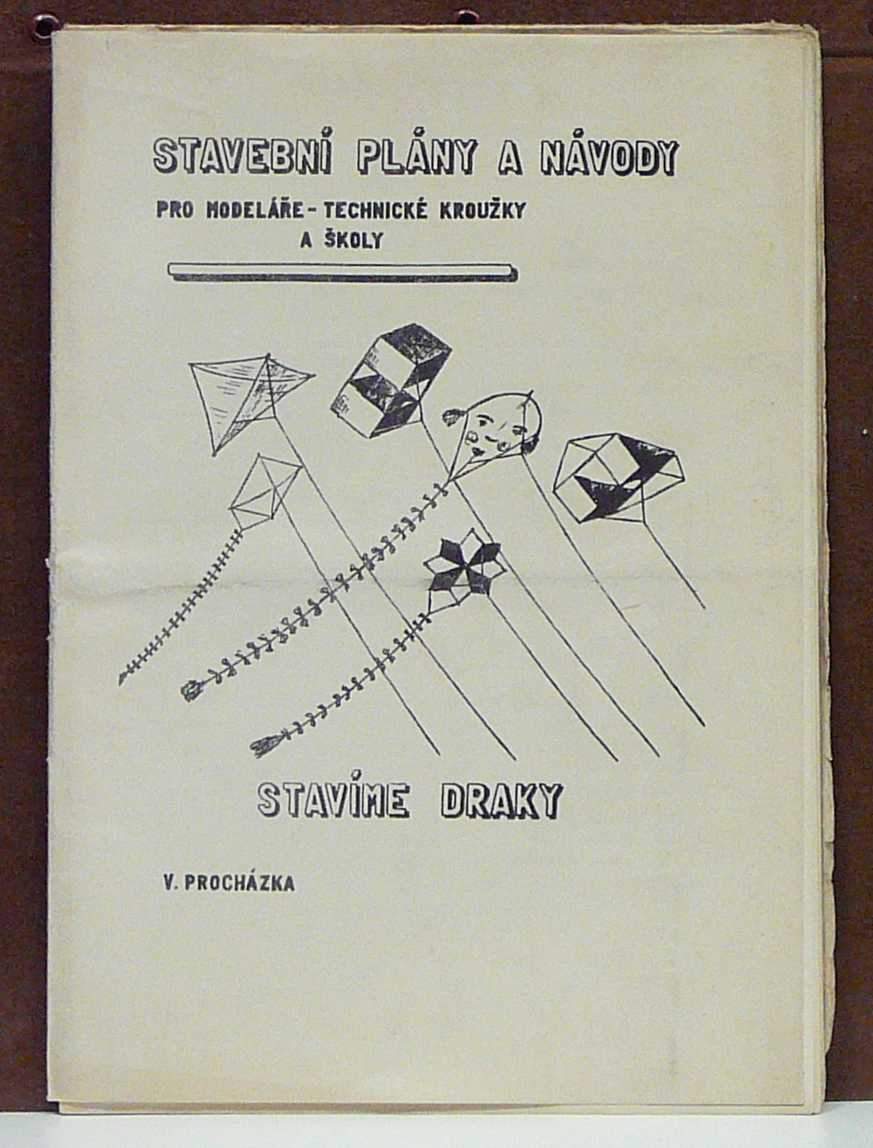 STAVEBNÍ PLÁNY A NÁVODY
PRO MODELÁŘE - TECHNICKÉ KROUŽKY
A ŠKOLY
STAVÍME DRAKY
V. PROCHÁZKA